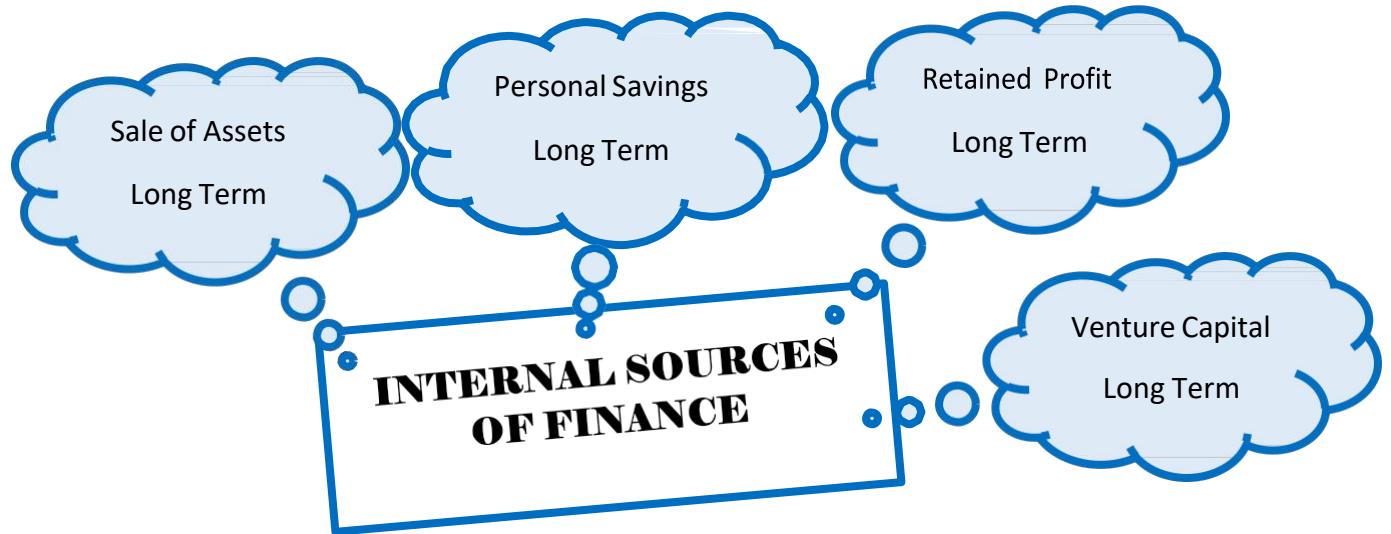 Sale of Assets
Long Term
Personal Savings
Long Term
Retained Profit
Long Term
Venture Capital
Long Term
INTERNAL SOURCES
OF FINANCE